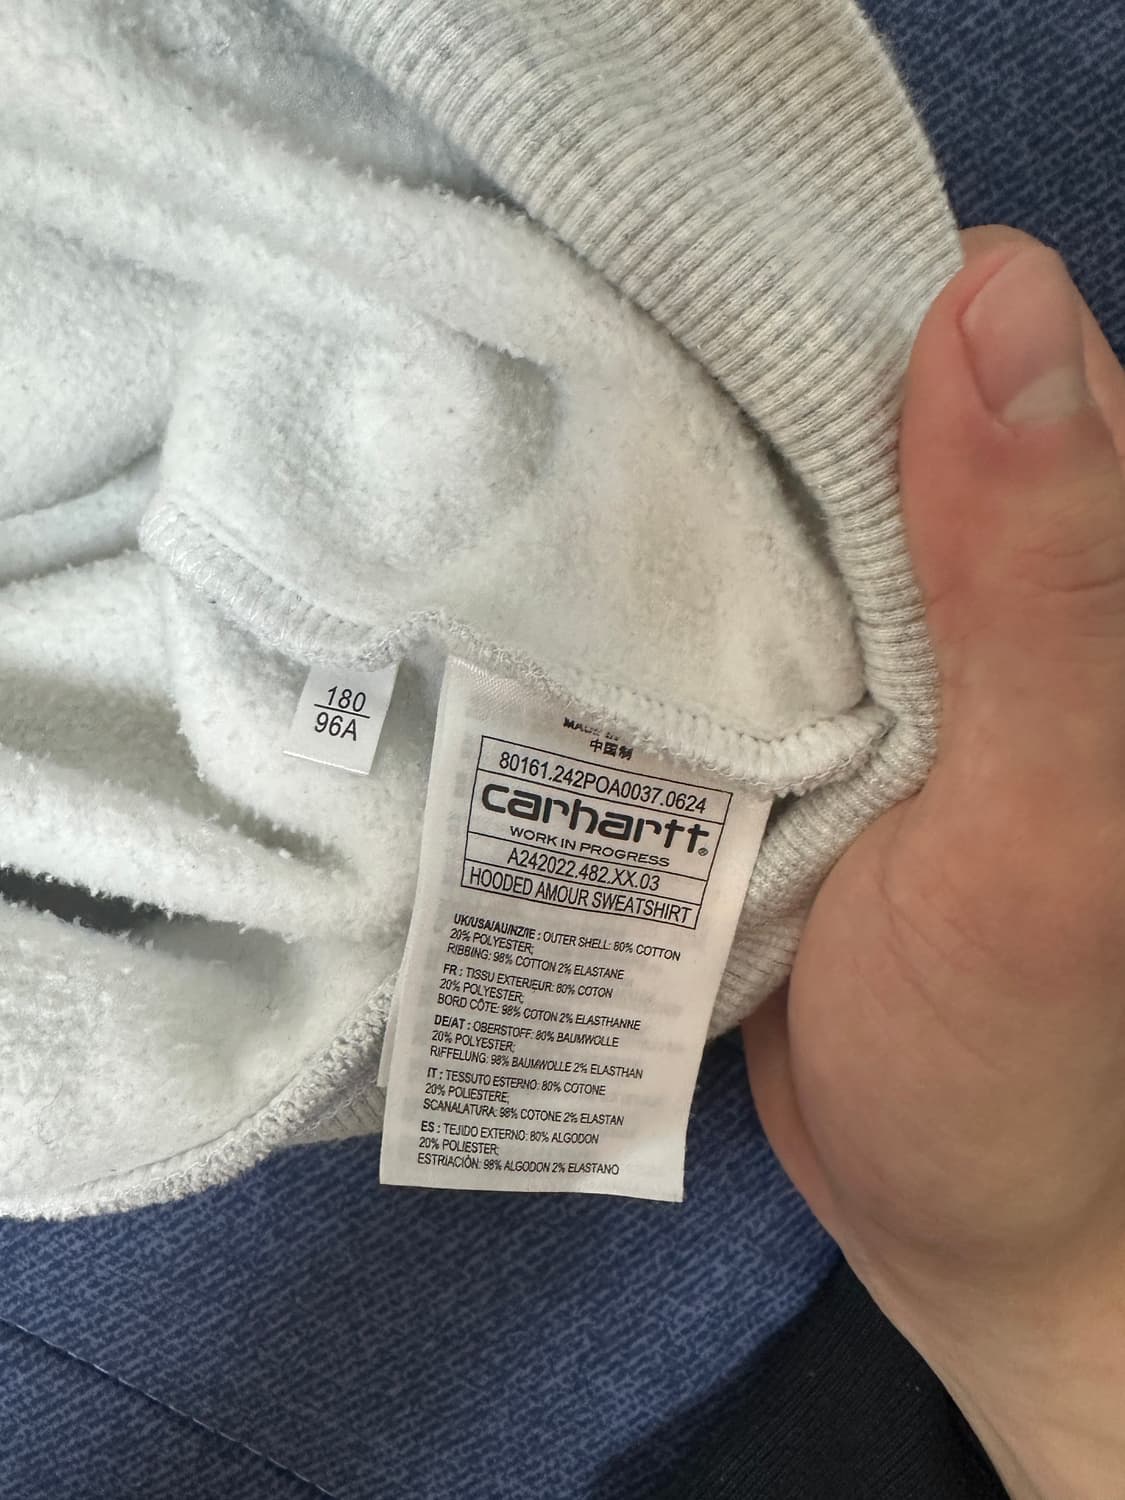 180
96A
MADE IN
中国制
80161.242POA0037.0624
carhartt®
WORK IN PROGRESS
A242022.482.XX.03
HOODED AMOUR SWEATSHIRT
UK/USA/AU/NZ/IE : OUTER SHELL: 80% COTTON
20% POLYESTER;
RIBBING: 98% COTTON 2% ELASTANE
FR : TISSU EXTERIEUR: 80% COTON
20% POLYESTER;
BORD CÔTE: 98% COTON 2% ELASTHANNE
DE/AT : OBERSTOFF: 80% BAUMWOLLE
20% POLYESTER;
RIFFELUNG: 98% BAUMWOLLE 2% ELASTHAN
IT : TESSUTO ESTERNO: 80% COTONE
20% POLIESTERE;
SCANALATURA: 98% COTONE 2% ELASTAN
ES : TEJIDO EXTERNO: 80% ALGODON
20% POLIESTER;
ESTRIACIÓN: 98% ALGODON 2% ELASTANO